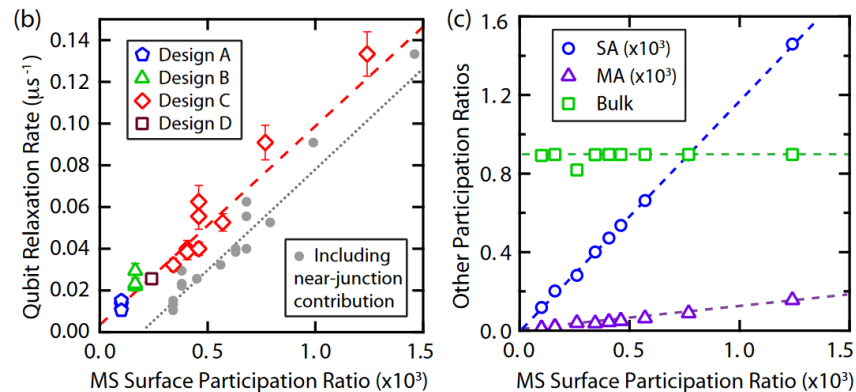 (b)
0.14
0.12
0.10
0.08
0.06
0.04
0.02
0.00
Qubit Relaxation Rate (μs⁻¹)
Design A
Design B
Design C
Design D
Including
near-junction
contribution
0.0 0.5 1.0 1.5
MS Surface Participation Ratio (x10³)
(c)
1.6
1.2
0.8
0.4
0.0
Other Participation Ratios
SA (x10³)
MA (x10³)
Bulk
0.0 0.5 1.0 1.5
MS Surface Participation Ratio (x10³)